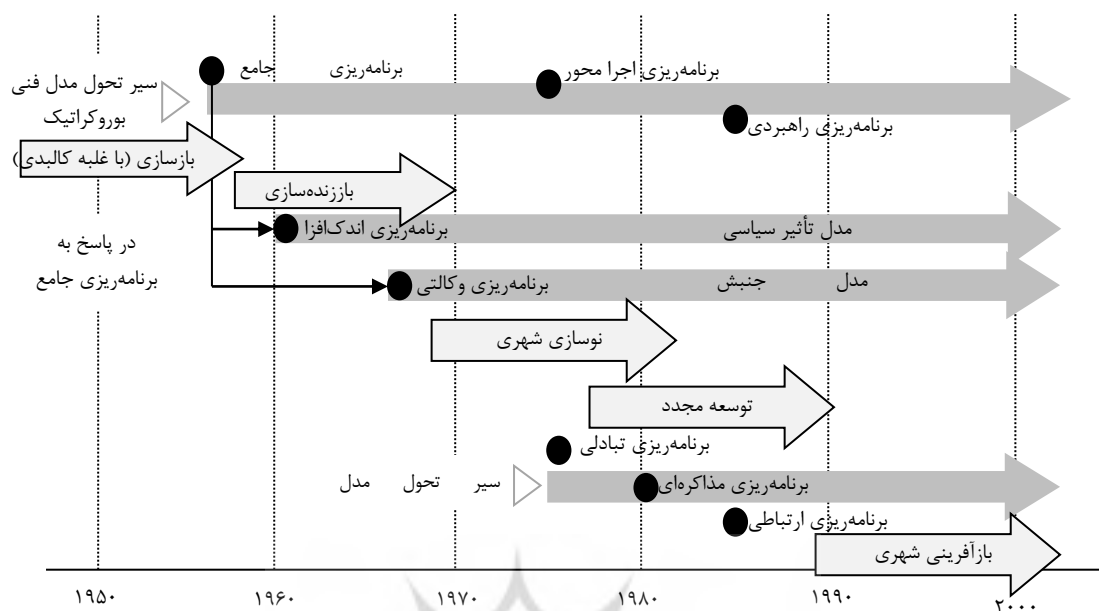 برنامه‌ریزی جامع
برنامه‌ریزی اجرا محور
سیر تحول مدل فنی
بوروکراتیک
برنامه‌ریزی راهبردی
بازسازی (با غلبه کالبدی)
باززنده‌سازی
برنامه‌ریزی اندک‌افزا
مدل تأثیر سیاسی
در پاسخ به
برنامه‌ریزی جامع
برنامه‌ریزی وکالتی
مدل جنبش
نوسازی شهری
توسعه مجدد
برنامه‌ریزی تبادلی
سیر تحول مدل
برنامه‌ریزی مذاکره‌ای
برنامه‌ریزی ارتباطی
بازآفرینی شهری
۱۹۵۰ ۱۹۶۰ ۱۹۷۰ ۱۹۸۰ ۱۹۹۰ ۲۰۰۰